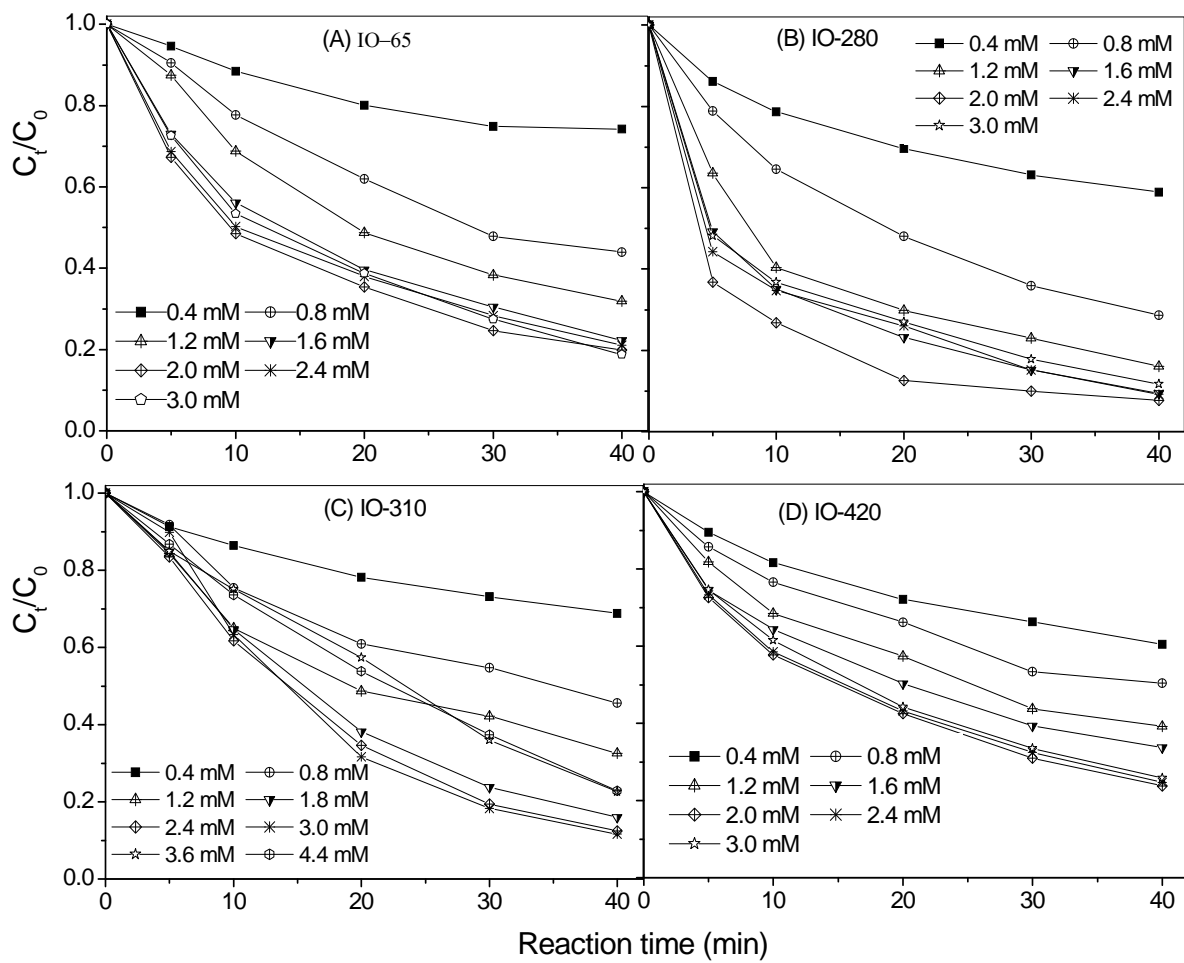 (A) IO–65
1.0
0.8
0.6
0.4
0.2
0.0
Cₜ/C₀
0.4 mM 0.8 mM
1.2 mM 1.6 mM
2.0 mM 2.4 mM
3.0 mM
0 10 20 30 40
(B) IO-280
0.4 mM 0.8 mM
1.2 mM 1.6 mM
2.0 mM 2.4 mM
3.0 mM
0 10 20 30 40
(C) IO-310
1.0
0.8
0.6
0.4
0.2
0.0
Cₜ/C₀
0.4 mM 0.8 mM
1.2 mM 1.8 mM
2.4 mM 3.0 mM
3.6 mM 4.4 mM
0 10 20 30 40
(D) IO-420
0.4 mM 0.8 mM
1.2 mM 1.6 mM
2.0 mM 2.4 mM
3.0 mM
0 10 20 30 40
Reaction time (min)